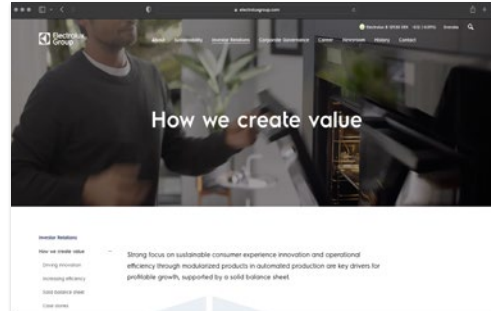 electroluxgroup.com
Electrolux Group
About Sustainability Investor Relations Corporate Governance Career Newsroom History Contact
How we create value
Investor Relations
How we create value
Driving innovation
Increasing efficiency
Solid balance sheet
Case stories
Strong focus on sustainable consumer experience innovation and operational
efficiency through modularized products in automated production are key drivers for
profitable growth, supported by a solid balance sheet.